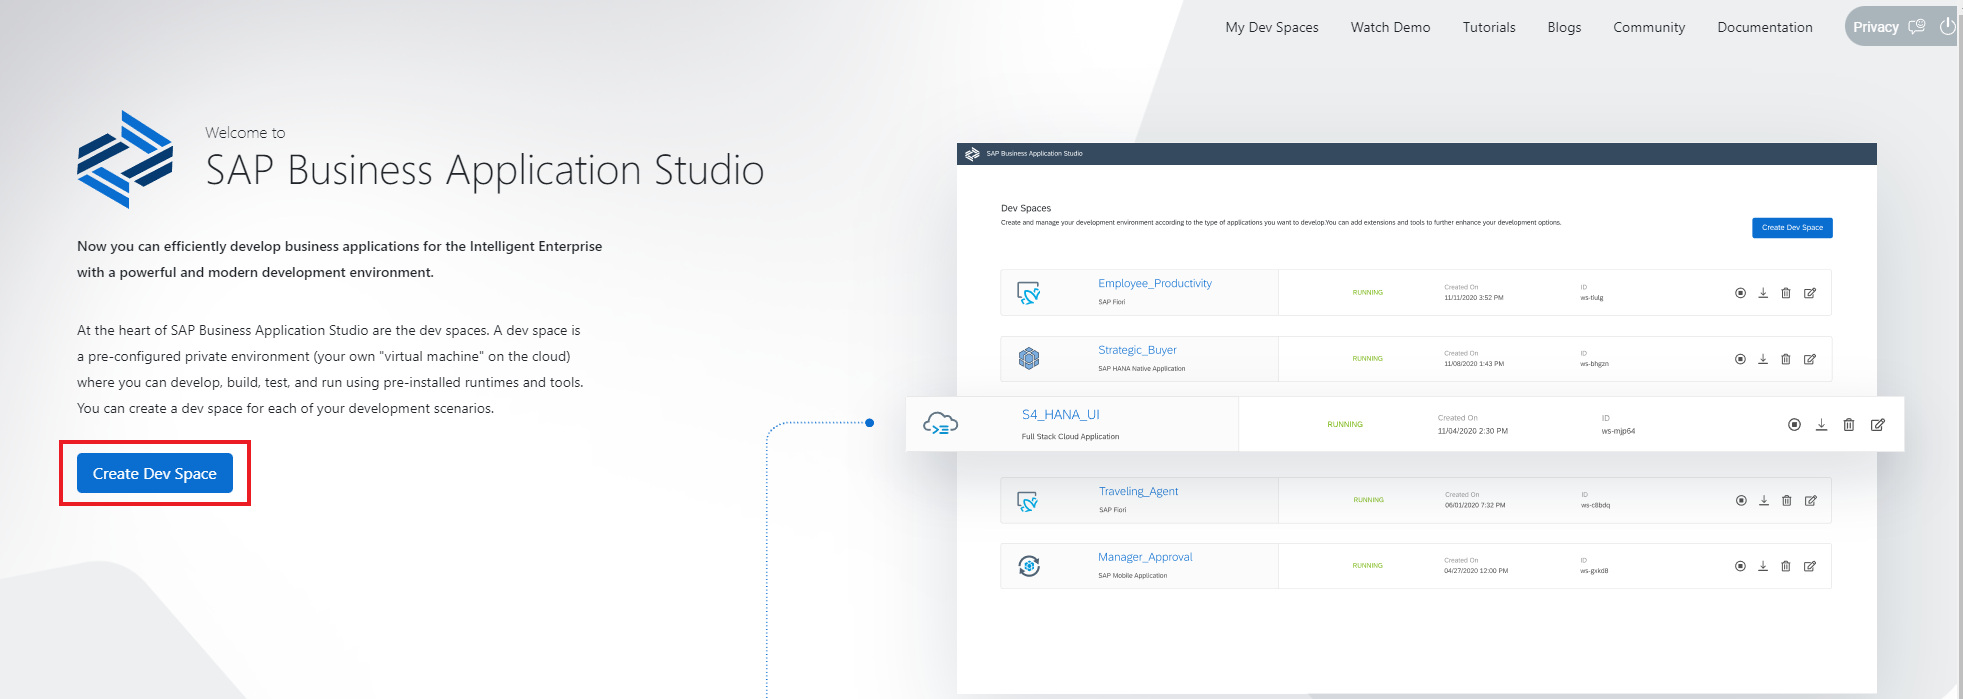 My Dev Spaces
Watch Demo
Tutorials
Blogs
Community
Documentation
Privacy
Welcome to
SAP Business Application Studio
Now you can efficiently develop business applications for the Intelligent Enterprise
with a powerful and modern development environment.
At the heart of SAP Business Application Studio are the dev spaces. A dev space is
a pre-configured private environment (your own "virtual machine" on the cloud)
where you can develop, build, test, and run using pre-installed runtimes and tools.
You can create a dev space for each of your development scenarios.
Create Dev Space
SAP Business Application Studio
Dev Spaces
Create and manage your development environment according to the type of applications you want to develop.You can add extensions and tools to further enhance your development options.
Create Dev Space
Employee_Productivity
SAP Fiori
RUNNING
Created On
11/11/2020 3:52 PM
ID
Strategic_Buyer
SAP HANA Native Application
RUNNING
Created On
11/08/2020 1:43 PM
ID
ws-bhgzn
S4_HANA_UI
Full Stack Cloud Application
RUNNING
Created On
11/04/2020 2:30 PM
ID
ws-mjp64
Traveling_Agent
SAP Fiori
RUNNING
Created On
06/01/2020 7:32 PM
ID
ws-c8bdq
Manager_Approval
SAP Mobile Application
RUNNING
Created On
04/27/2020 12:00 PM
ID
ws-gxkd8